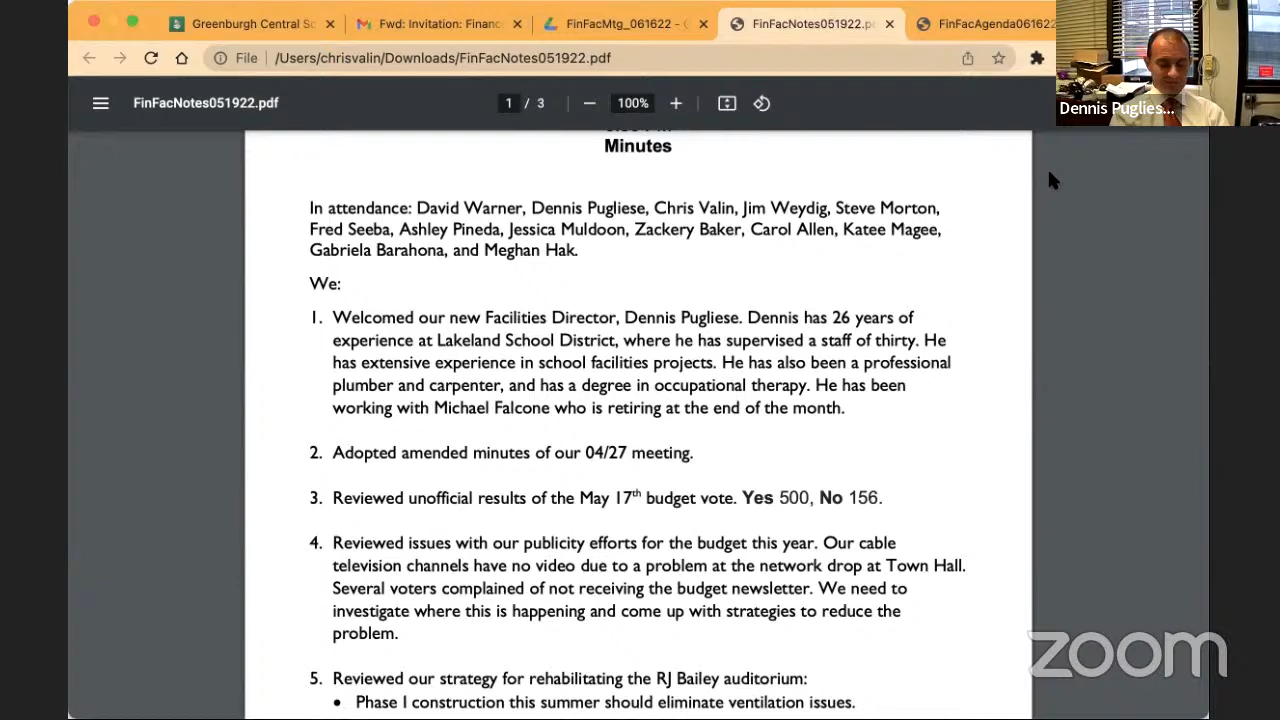 Greenburgh Central Sc
Fwd: Invitation: Financ
FinFacMtg_061622 -
FinFacNotes051922.p
FinFacAgenda061622
File /Users/chrisvalin/Downloads/FinFacNotes051922.pdf
FinFacNotes051922.pdf
1 / 3
100%
Dennis Puglies...
Minutes
In attendance: David Warner, Dennis Pugliese, Chris Valin, Jim Weydig, Steve Morton,
Fred Seeba, Ashley Pineda, Jessica Muldoon, Zackery Baker, Carol Allen, Katee Magee,
Gabriela Barahona, and Meghan Hak.
We:
1. Welcomed our new Facilities Director, Dennis Pugliese. Dennis has 26 years of
experience at Lakeland School District, where he has supervised a staff of thirty. He
has extensive experience in school facilities projects. He has also been a professional
plumber and carpenter, and has a degree in occupational therapy. He has been
working with Michael Falcone who is retiring at the end of the month.
2. Adopted amended minutes of our 04/27 meeting.
3. Reviewed unofficial results of the May 17th budget vote. Yes 500, No 156.
4. Reviewed issues with our publicity efforts for the budget this year. Our cable
television channels have no video due to a problem at the network drop at Town Hall.
Several voters complained of not receiving the budget newsletter. We need to
investigate where this is happening and come up with strategies to reduce the
problem.
5. Reviewed our strategy for rehabilitating the RJ Bailey auditorium:
• Phase I construction this summer should eliminate ventilation issues.
zoom